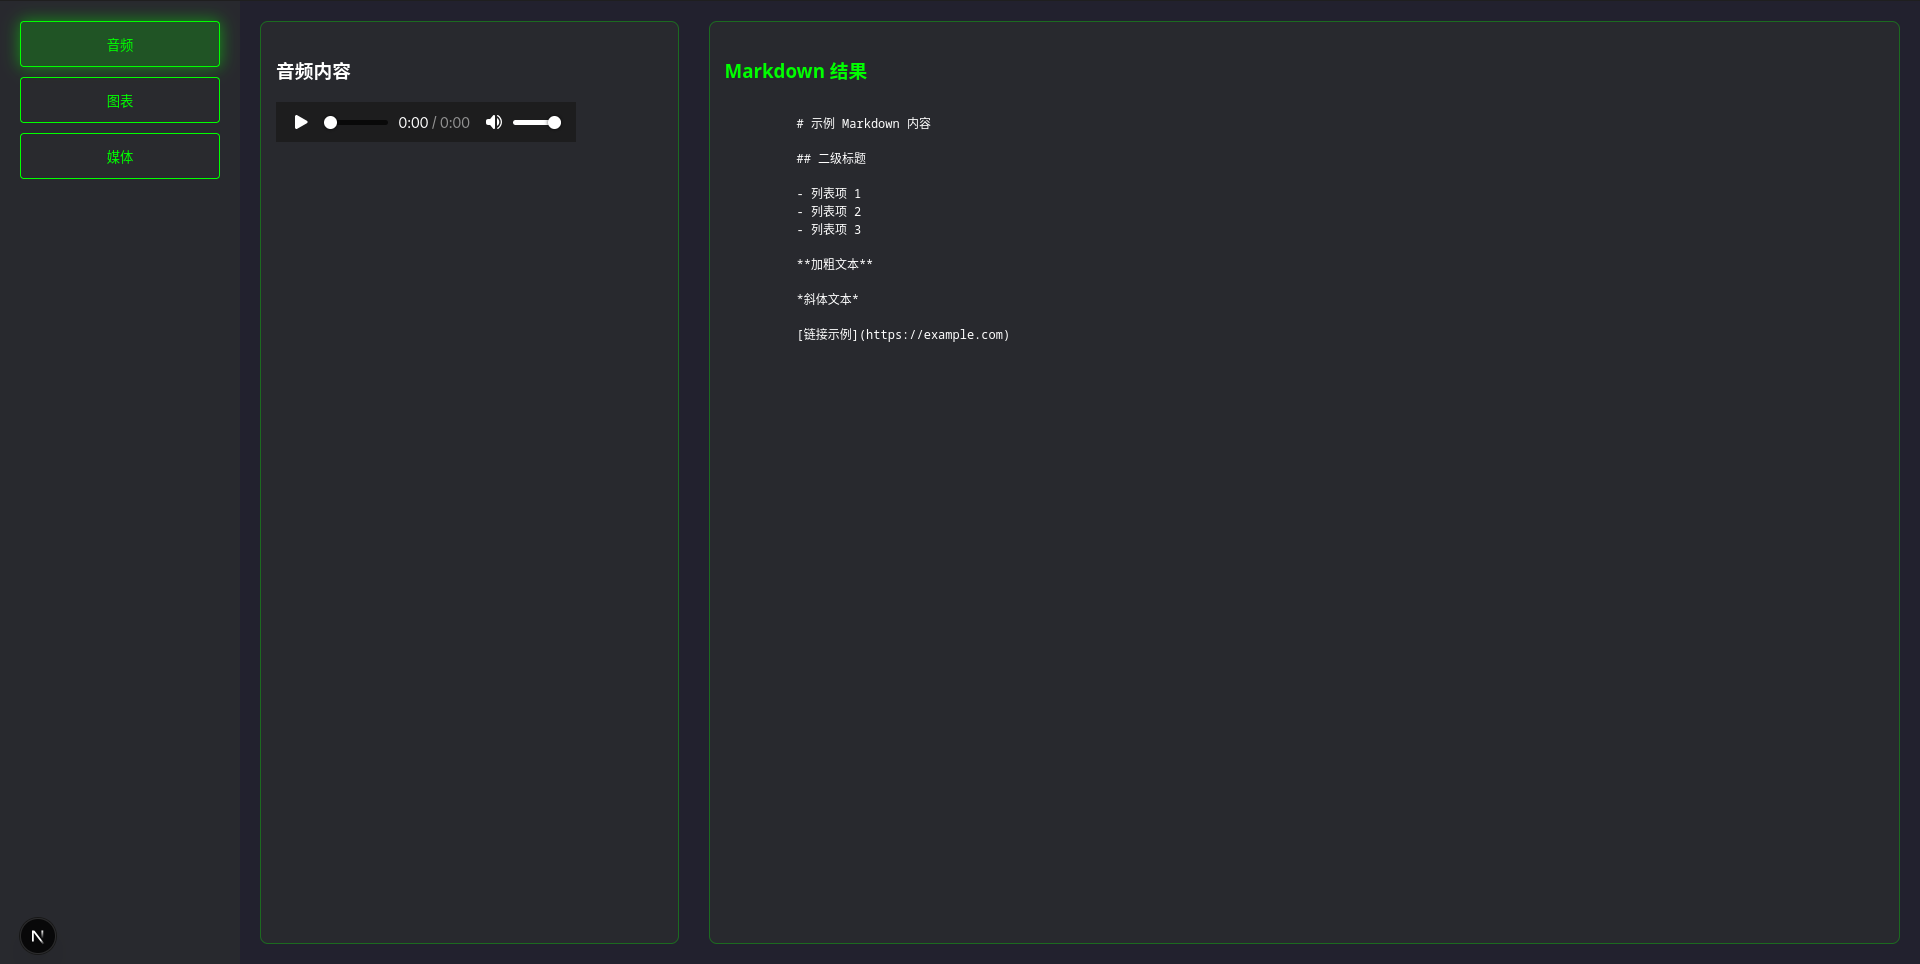 音频
图表
媒体
音频内容
0:00 / 0:00
Markdown 结果
# 示例 Markdown 内容
## 二级标题
- 列表项 1
- 列表项 2
- 列表项 3
**加粗文本**
*斜体文本*
[链接示例](https://example.com)
N